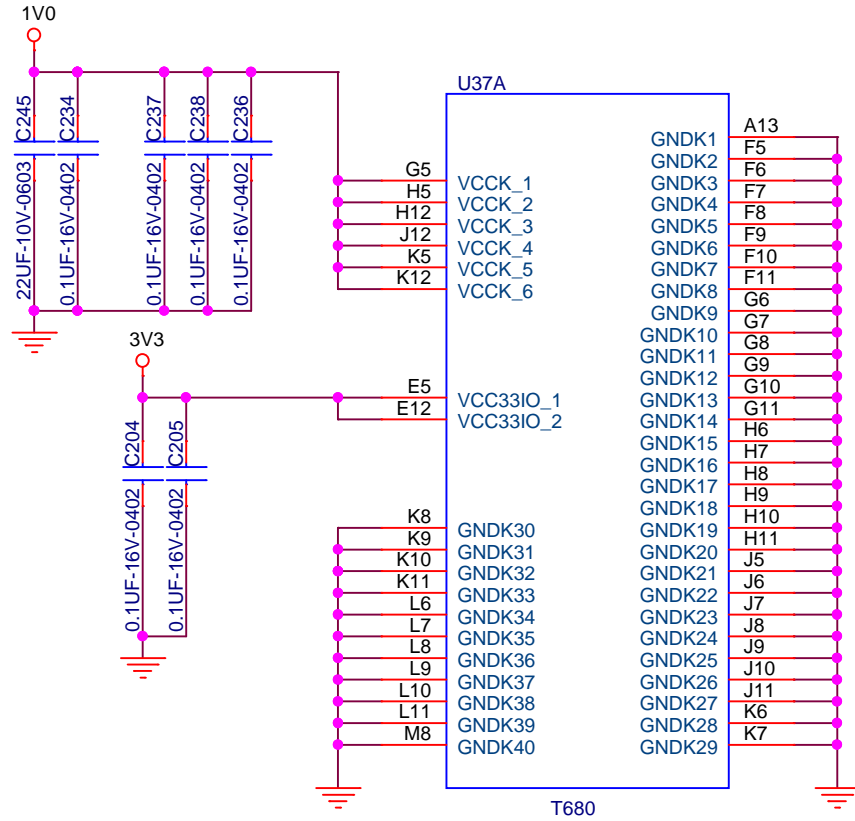 1V0
C245
22UF-10V-0603
C234
0.1UF-16V-0402
C237
0.1UF-16V-0402
C238
0.1UF-16V-0402
C236
0.1UF-16V-0402
3V3
C204
0.1UF-16V-0402
C205
0.1UF-16V-0402
U37A
G5 VCCK_1
H5 VCCK_2
H12 VCCK_3
J12 VCCK_4
K5 VCCK_5
K12 VCCK_6
E5 VCC33IO_1
E12 VCC33IO_2
K8 GNDK30
K9 GNDK31
K10 GNDK32
K11 GNDK33
L6 GNDK34
L7 GNDK35
L8 GNDK36
L9 GNDK37
L10 GNDK38
L11 GNDK39
M8 GNDK40
GNDK1 A13
GNDK2 F5
GNDK3 F6
GNDK4 F7
GNDK5 F8
GNDK6 F9
GNDK7 F10
GNDK8 F11
GNDK9 G6
GNDK10 G7
GNDK11 G8
GNDK12 G9
GNDK13 G10
GNDK14 G11
GNDK15 H6
GNDK16 H7
GNDK17 H8
GNDK18 H9
GNDK19 H10
GNDK20 H11
GNDK21 J5
GNDK22 J6
GNDK23 J7
GNDK24 J8
GNDK25 J9
GNDK26 J10
GNDK27 J11
GNDK28 K6
GNDK29 K7
T680